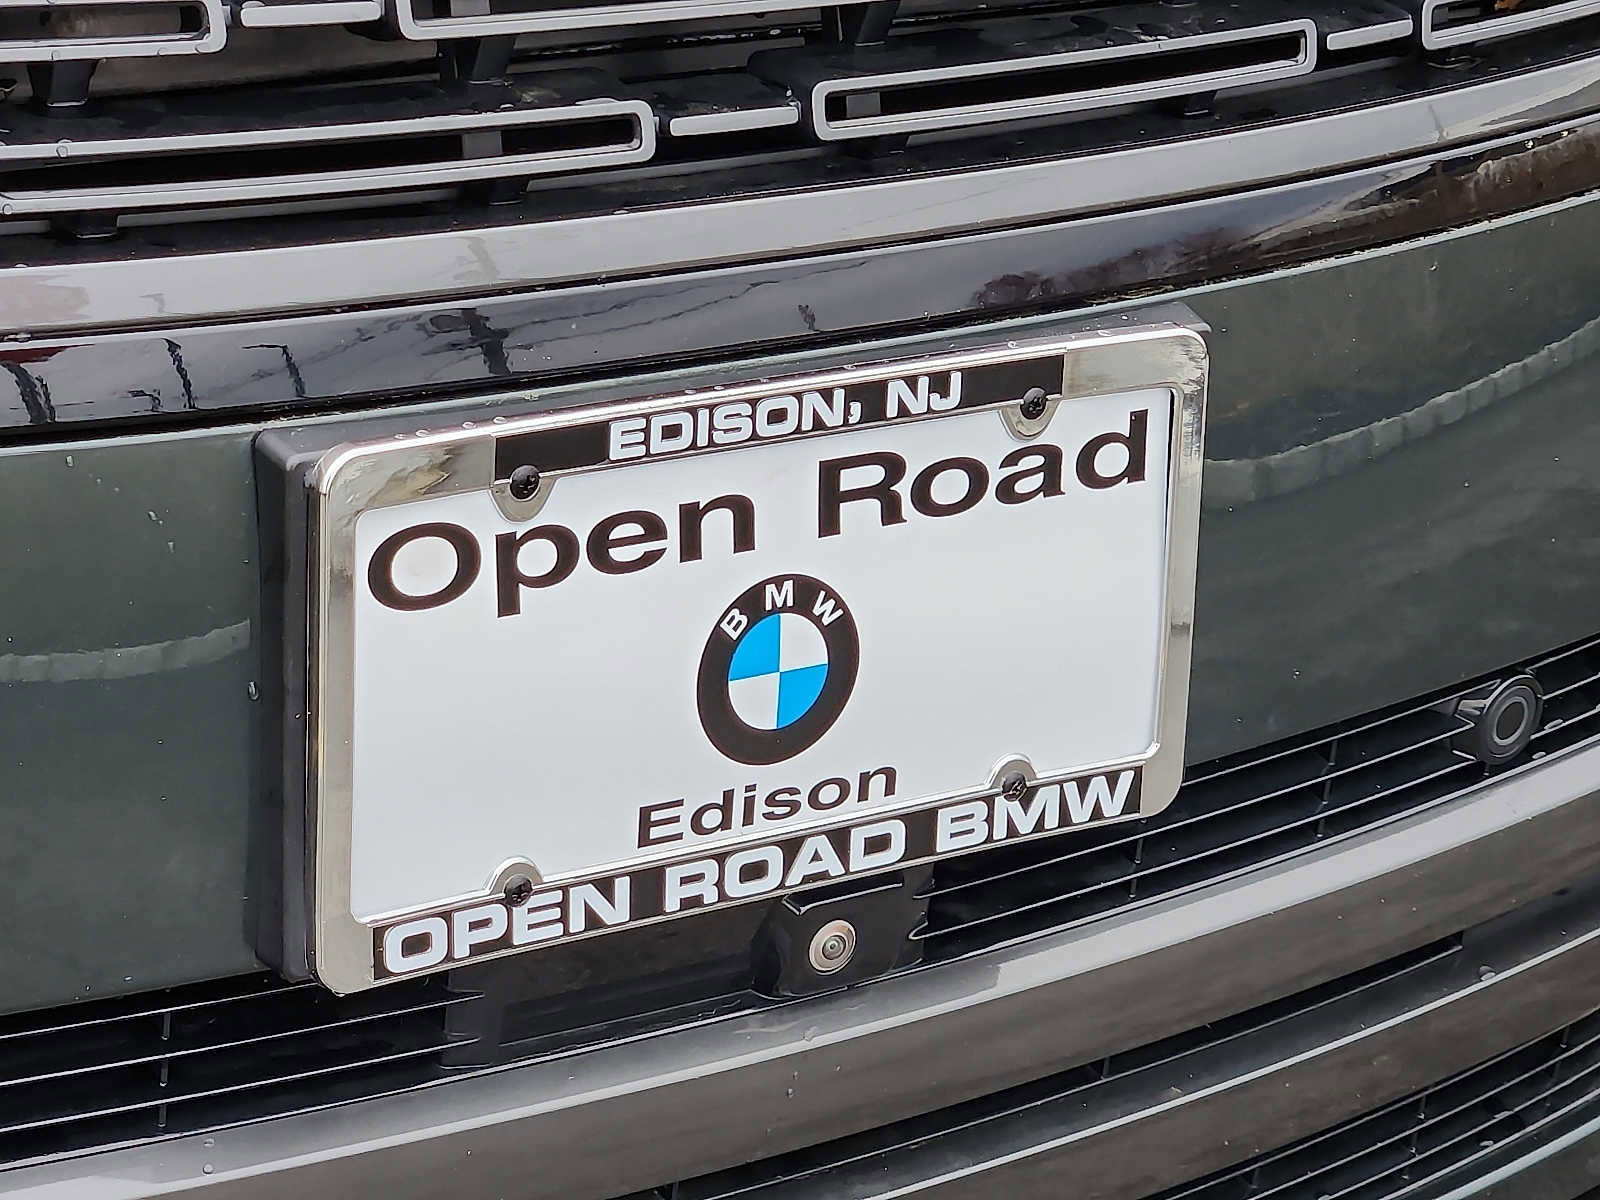 EDISON, NJ
Open Road
BMW
Edison
OPEN ROAD BMW